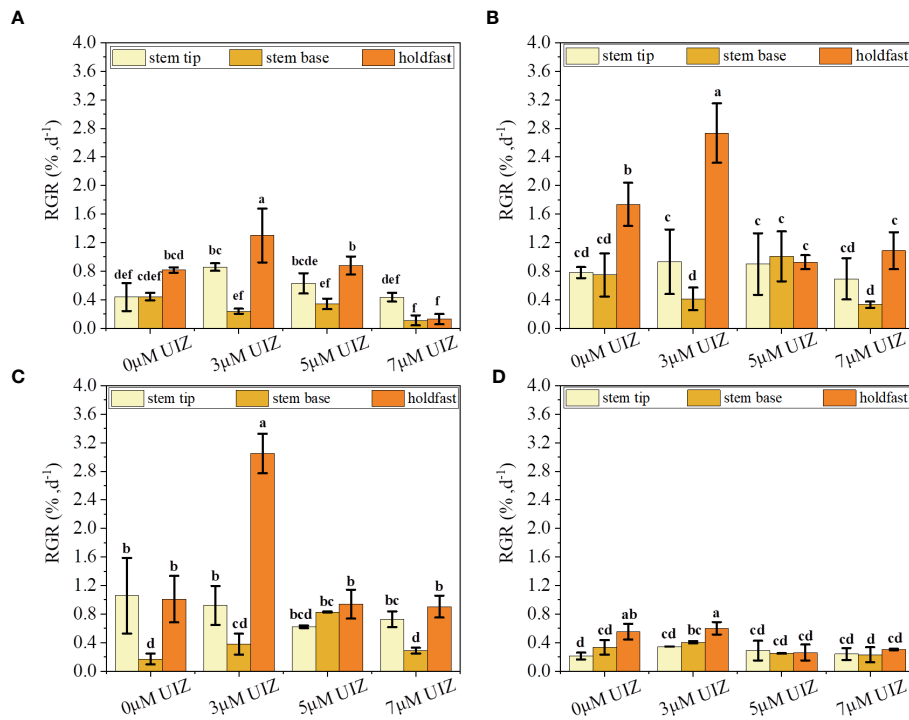 A
4.0
3.6
3.2
2.8
2.4
2.0
1.6
1.2
0.8
0.4
0.0
RGR (% ,d-1)
stem tip stem base holdfast
def cdef bcd bc ef a bcde ef b def f f
0μM UIZ 3μM UIZ 5μM UIZ 7μM UIZ
B
4.0
3.6
3.2
2.8
2.4
2.0
1.6
1.2
0.8
0.4
0.0
RGR (% ,d-1)
stem tip stem base holdfast
cd cd b c d a c c c cd d c
0μM UIZ 3μM UIZ 5μM UIZ 7μM UIZ
C
4.0
3.6
3.2
2.8
2.4
2.0
1.6
1.2
0.8
0.4
0.0
RGR (% ,d-1)
stem tip stem base holdfast
b d b b cd a bcd bc b bc d b
0μM UIZ 3μM UIZ 5μM UIZ 7μM UIZ
D
4.0
3.6
3.2
2.8
2.4
2.0
1.6
1.2
0.8
0.4
0.0
RGR (% ,d-1)
stem tip stem base holdfast
d cd ab cd bc a cd cd cd cd d cd
0μM UIZ 3μM UIZ 5μM UIZ 7μM UIZ